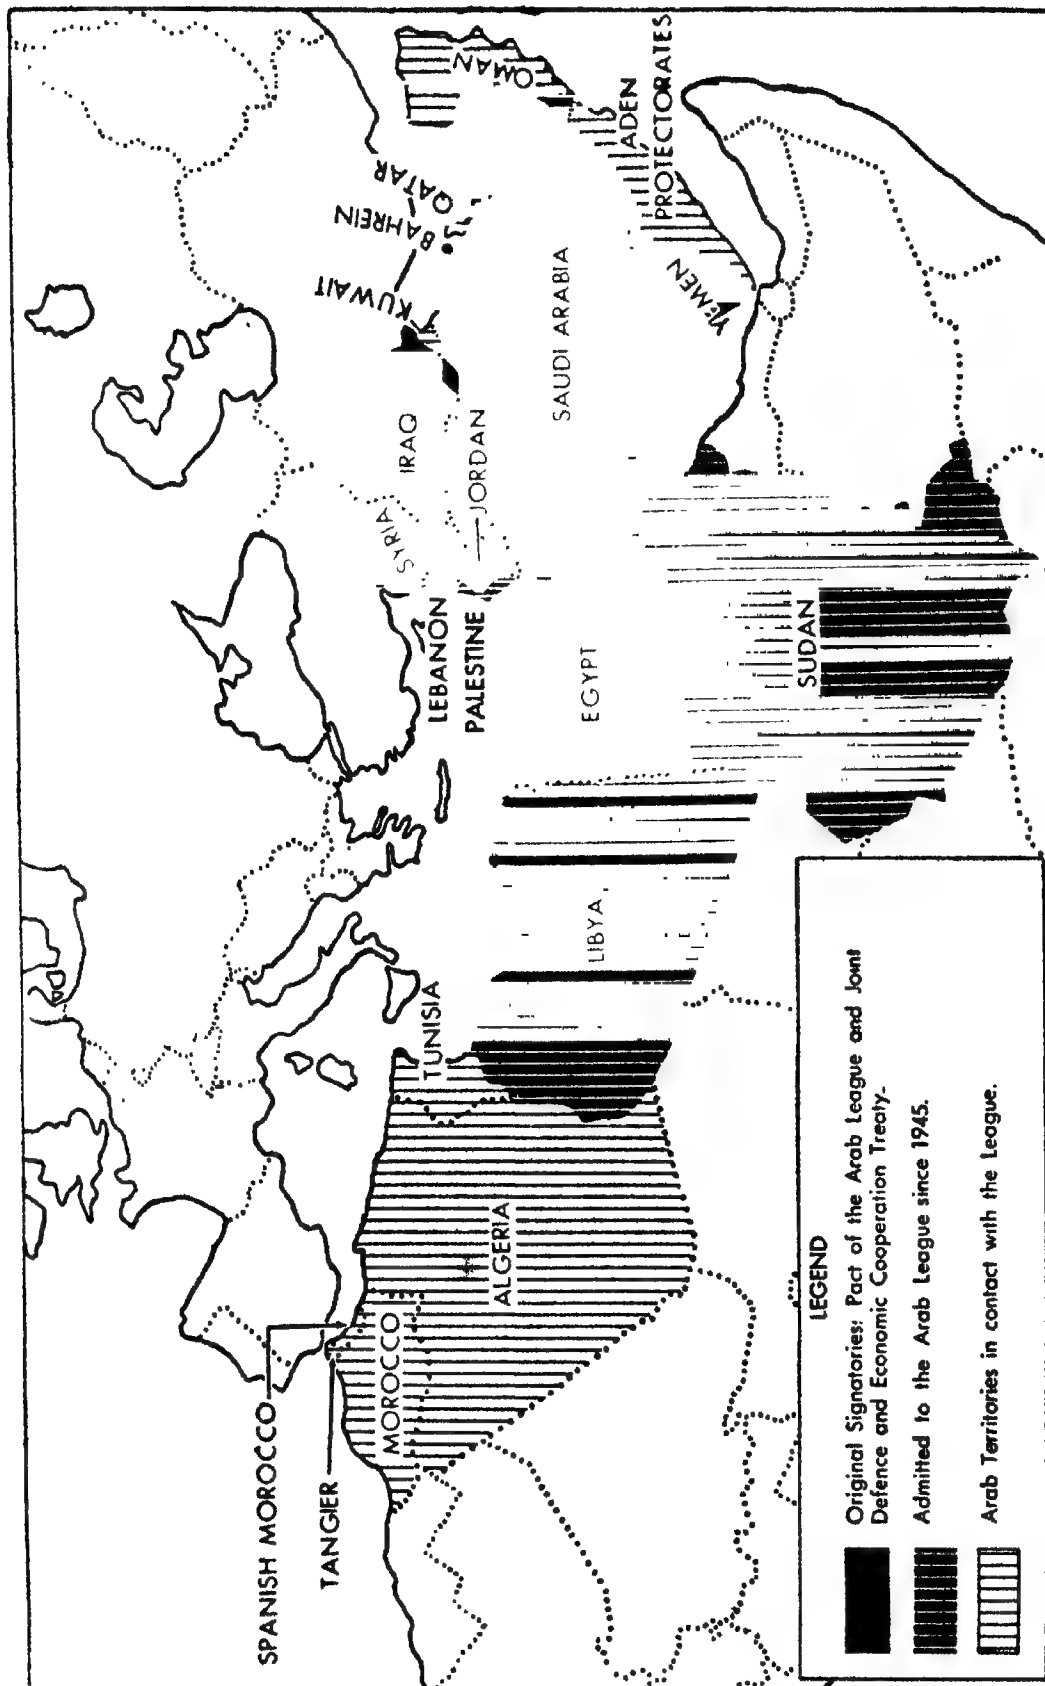 SPANISH MOROCCO
TANGIER
MOROCCO
ALGERIA
TUNISIA
LIBYA
EGYPT
SUDAN
LEBANON
PALESTINE
SYRIA
IRAQ
JORDAN
SAUDI ARABIA
KUWAIT
BAHREIN
QATAR
OMAN
ADEN
PROTECTORATES
YEMEN
LEGEND
Original Signatories: Pact of the Arab League and Joint
Defence and Economic Cooperation Treaty.
Admitted to the Arab League since 1945.
Arab Territories in contact with the League.